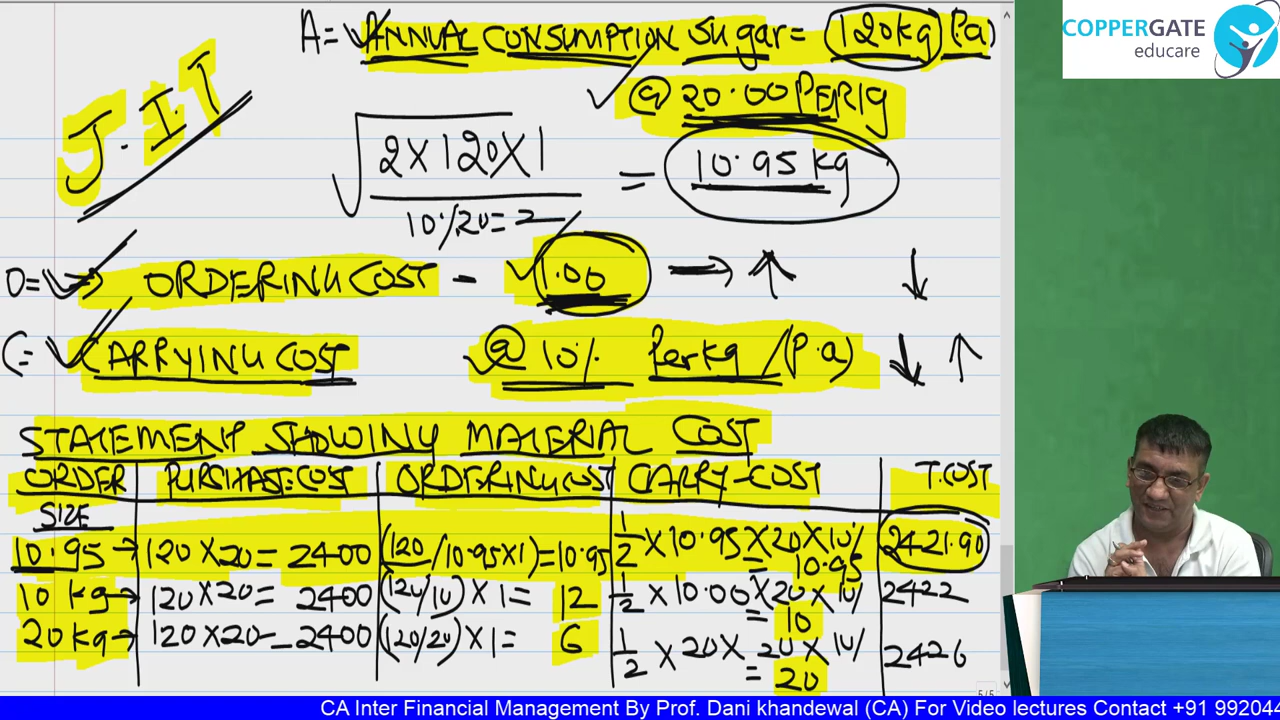 COPPERGATE
educare
A= ANNUAL CONSUMPTION Sugar= 120kg (Pa)
@ 20.00 PER Kg
J.I.T
√ 2X120X1 = 10.95 kg
10%20=2
O= → ORDERING COST - 1.00 → ↑ ↓
C= CARRYING COST @ 10% Per kg /(P.a) ↓ ↑
STATEMENT SHOWING MATERIAL COST
ORDER SIZE PURCHASE COST ORDERING COST CARRY-COST T.COST
10.95 → 120 X 20 = 2400 (120/10.95X1)=10.95 1/2 X 10.95 X 20 X 10% = 10.95 2421.90
10 kg → 120 X 20 = 2400 (120/10) X 1 = 12 1/2 X 10.00 X 20 X 10% = 10 2422
20 kg → 120 X 20 - 2400 (120/20) X 1 = 6 1/2 X 20 X 20 X 10% = 20 2426
5/5
CA Inter Financial Management By Prof. Dani khandewal (CA) For Video lectures Contact +91 992044